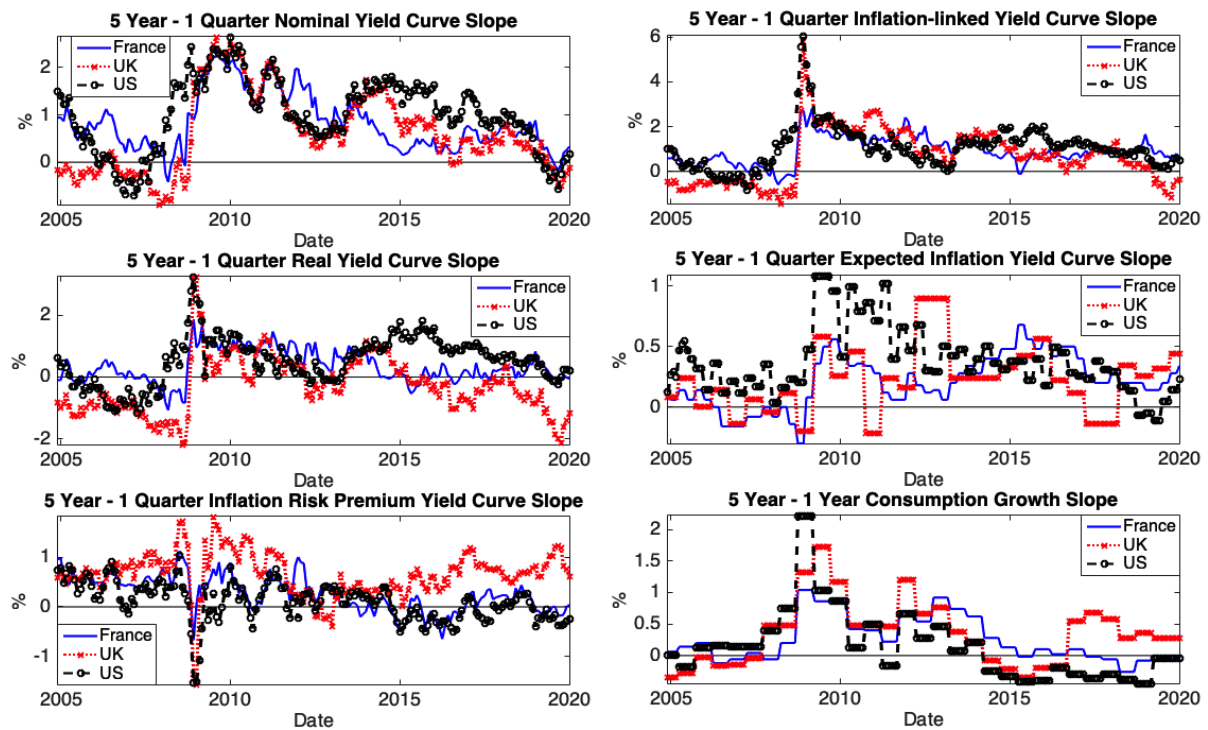 5 Year - 1 Quarter Nominal Yield Curve Slope
France
UK
US
2
1
0
%
2005 2010 2015 2020
Date
5 Year - 1 Quarter Inflation-linked Yield Curve Slope
France
UK
US
6
4
2
0
%
2005 2010 2015 2020
Date
5 Year - 1 Quarter Real Yield Curve Slope
France
UK
US
2
0
-2
%
2005 2010 2015 2020
Date
5 Year - 1 Quarter Expected Inflation Yield Curve Slope
France
UK
US
1
0.5
0
%
2005 2010 2015 2020
Date
5 Year - 1 Quarter Inflation Risk Premium Yield Curve Slope
1
0
-1
%
France
UK
US
2005 2010 2015 2020
Date
5 Year - 1 Year Consumption Growth Slope
France
UK
US
2
1.5
1
0.5
0
%
2005 2010 2015 2020
Date